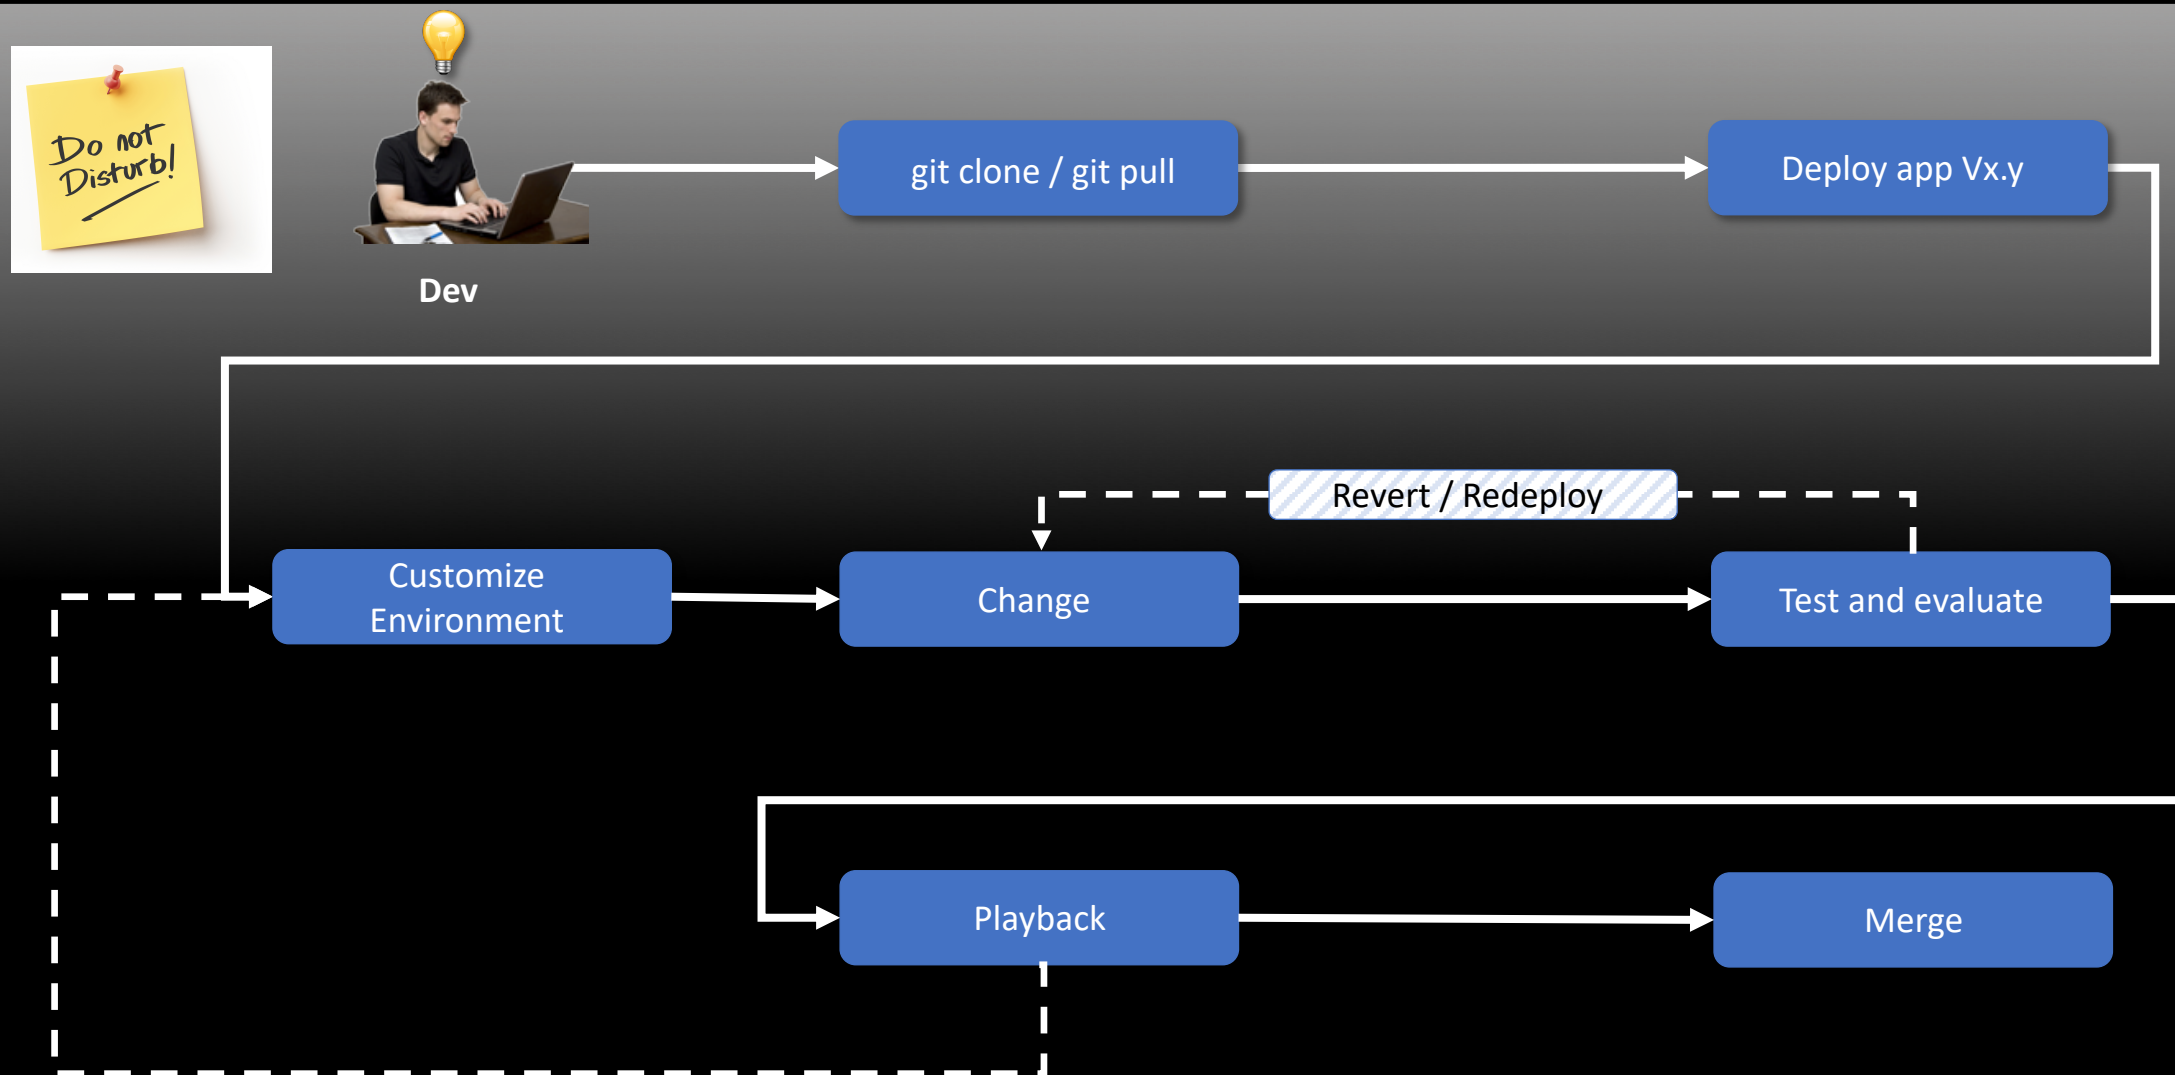 Do not
Disturb!
Dev
git clone / git pull
Deploy app Vx.y
Revert / Redeploy
Customize
Environment
Change
Test and evaluate
Playback
Merge